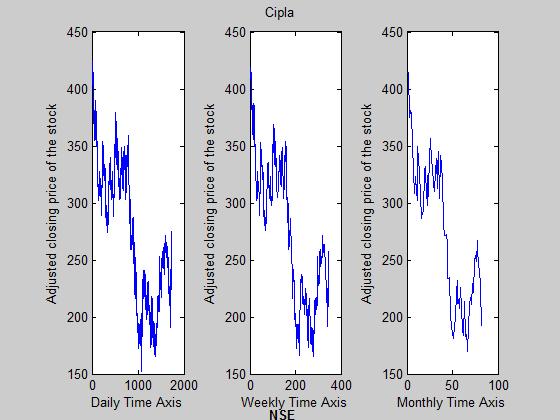 Cipla
Adjusted closing price of the stock
450
400
350
300
250
200
150
0 1000 2000
Daily Time Axis
Adjusted closing price of the stock
450
400
350
300
250
200
150
0 200 400
Weekly Time Axis
Adjusted closing price of the stock
450
400
350
300
250
200
150
0 50 100
Monthly Time Axis
NSE